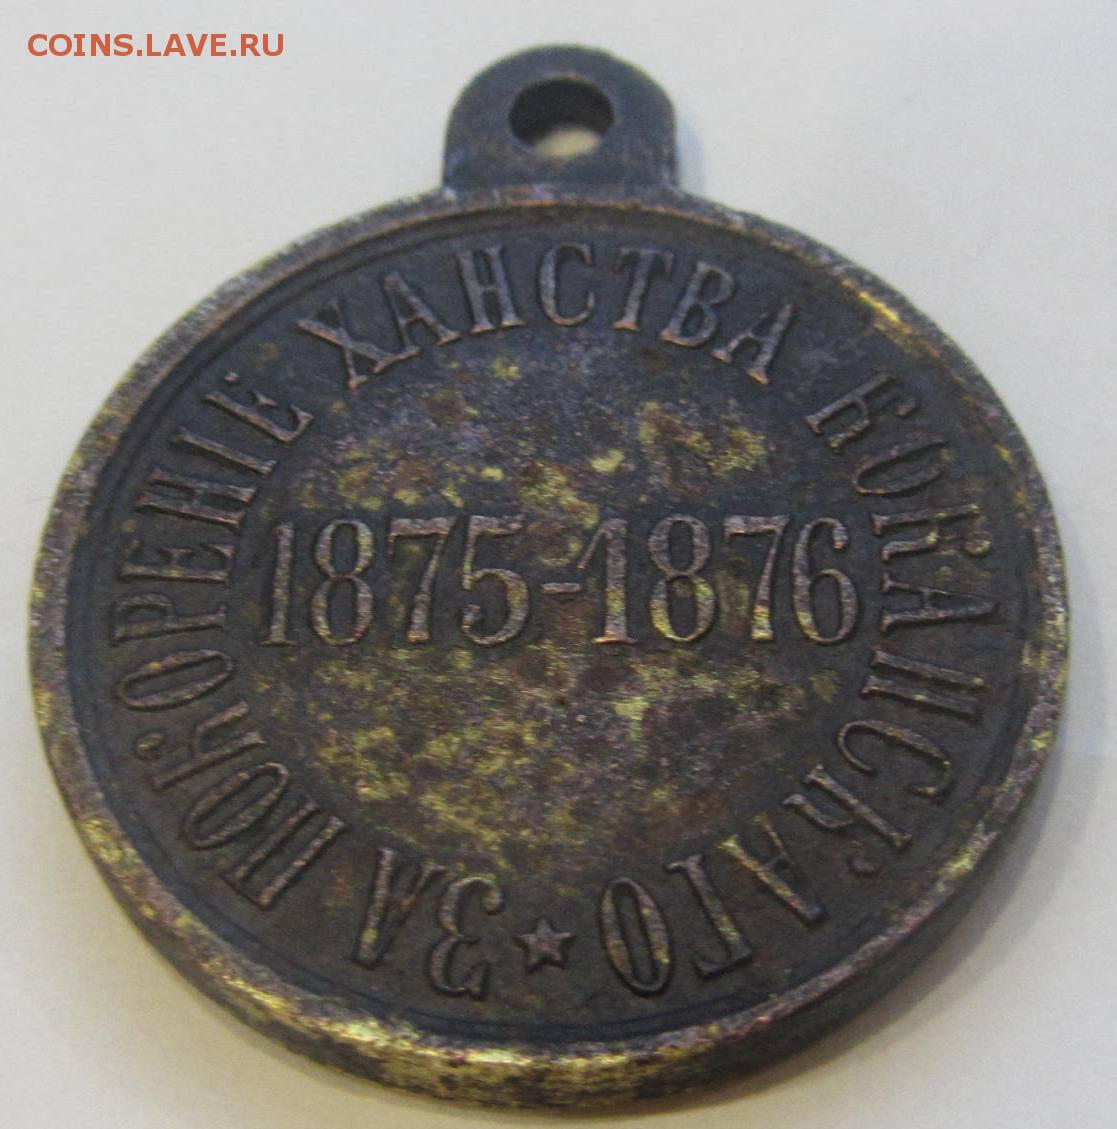 COINS.LAVE.RU
ЗА ПОКОРЕНІЕ ХАНСТВА КОКАНСКАГО
1875-1876